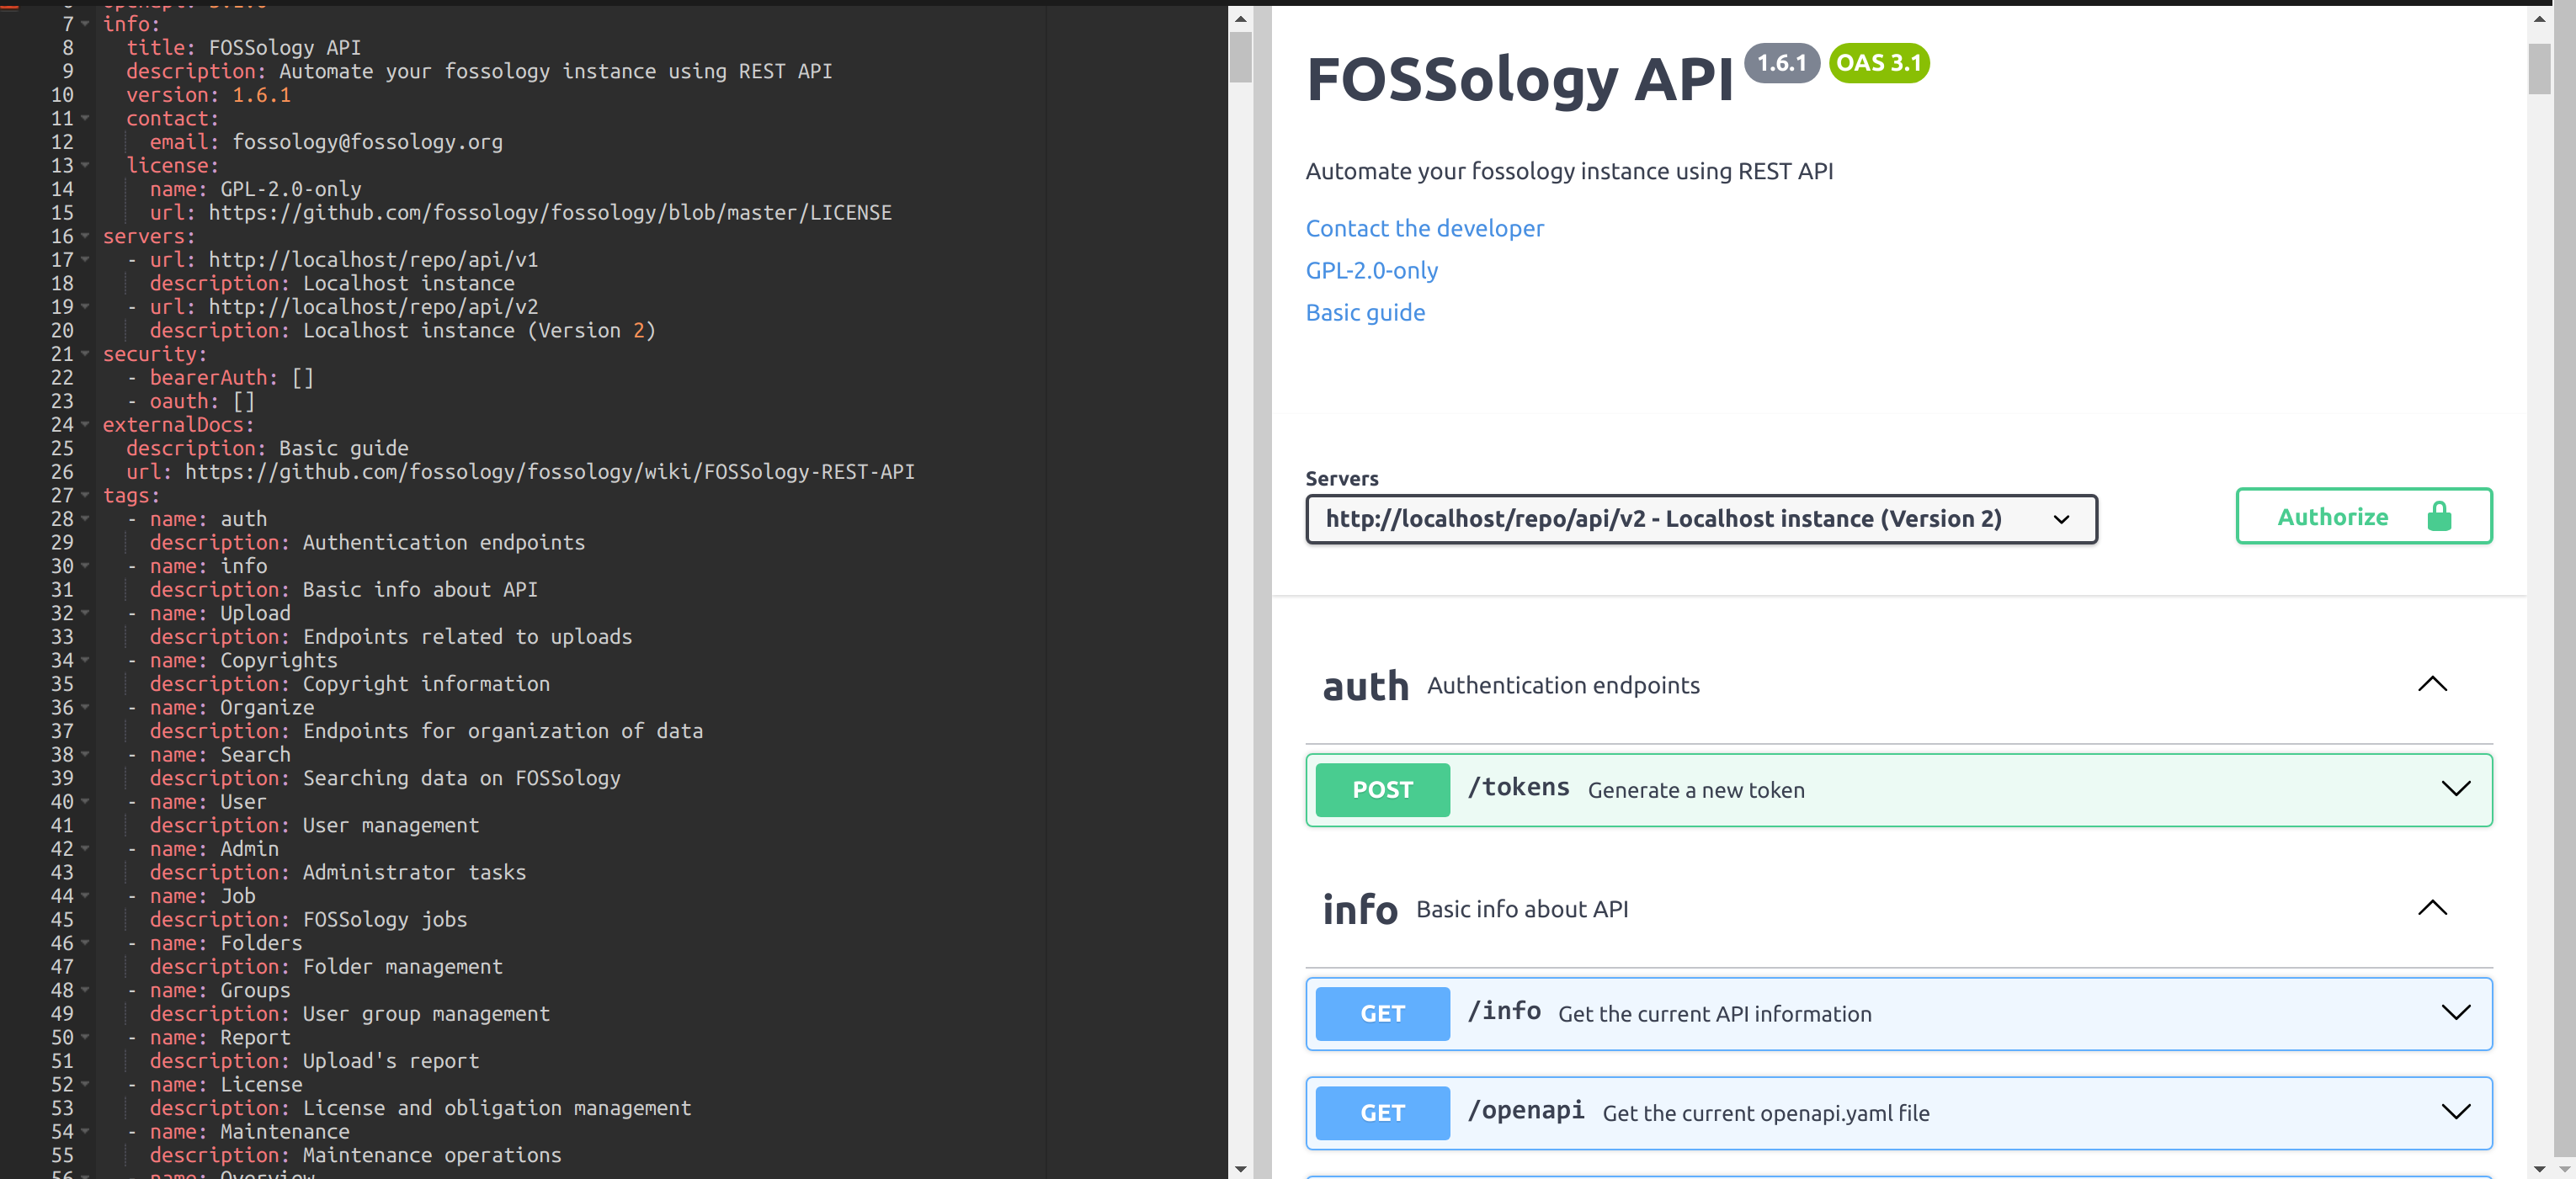 7 info:
8 title: FOSSology API
9 description: Automate your fossology instance using REST API
10 version: 1.6.1
11 contact:
12 email: fossology@fossology.org
13 license:
14 name: GPL-2.0-only
15 url: https://github.com/fossology/fossology/blob/master/LICENSE
16 servers:
17 - url: http://localhost/repo/api/v1
18 description: Localhost instance
19 - url: http://localhost/repo/api/v2
20 description: Localhost instance (Version 2)
21 security:
22 - bearerAuth: []
23 - oauth: []
24 externalDocs:
25 description: Basic guide
26 url: https://github.com/fossology/fossology/wiki/FOSSology-REST-API
27 tags:
28 - name: auth
29 description: Authentication endpoints
30 - name: info
31 description: Basic info about API
32 - name: Upload
33 description: Endpoints related to uploads
34 - name: Copyrights
35 description: Copyright information
36 - name: Organize
37 description: Endpoints for organization of data
38 - name: Search
39 description: Searching data on FOSSology
40 - name: User
41 description: User management
42 - name: Admin
43 description: Administrator tasks
44 - name: Job
45 description: FOSSology jobs
46 - name: Folders
47 description: Folder management
48 - name: Groups
49 description: User group management
50 - name: Report
51 description: Upload's report
52 - name: License
53 description: License and obligation management
54 - name: Maintenance
55 description: Maintenance operations
56 - name: Overview
FOSSology API 1.6.1 OAS 3.1
Automate your fossology instance using REST API
Contact the developer
GPL-2.0-only
Basic guide
Servers
http://localhost/repo/api/v2 - Localhost instance (Version 2)
Authorize
auth Authentication endpoints
POST /tokens Generate a new token
info Basic info about API
GET /info Get the current API information
GET /openapi Get the current openapi.yaml file